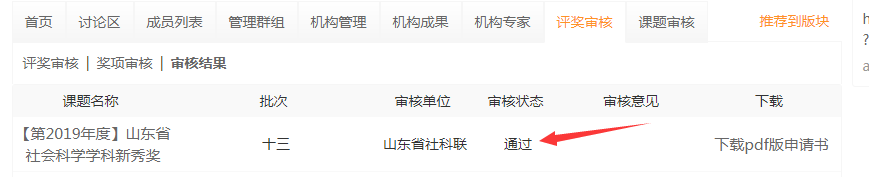 首页 讨论区 成员列表 管理群组 机构管理 机构成果 机构专家 评奖审核 课题审核 推荐到版块
h
?
a
评奖审核 | 奖项审核 | 审核结果
课题名称 批次 审核单位 审核状态 审核意见 下载
【第2019年度】山东省
社会科学学科新秀奖
十三 山东省社科联 通过 下载pdf版申请书